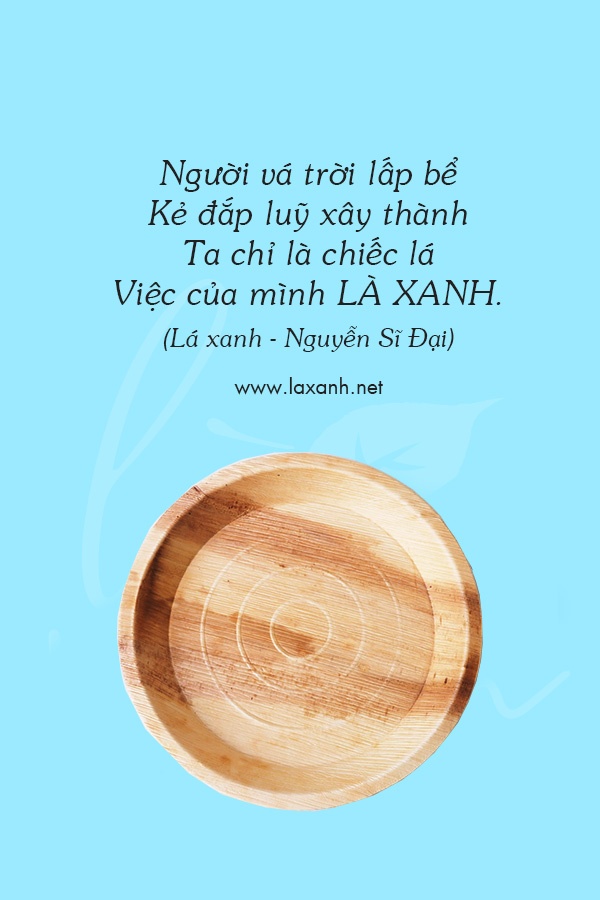 Người vá trời lấp bể
Kẻ đắp luỹ xây thành
Ta chỉ là chiếc lá
Việc của mình LÀ XANH.
(Lá xanh - Nguyễn Sĩ Đại)
www.laxanh.net